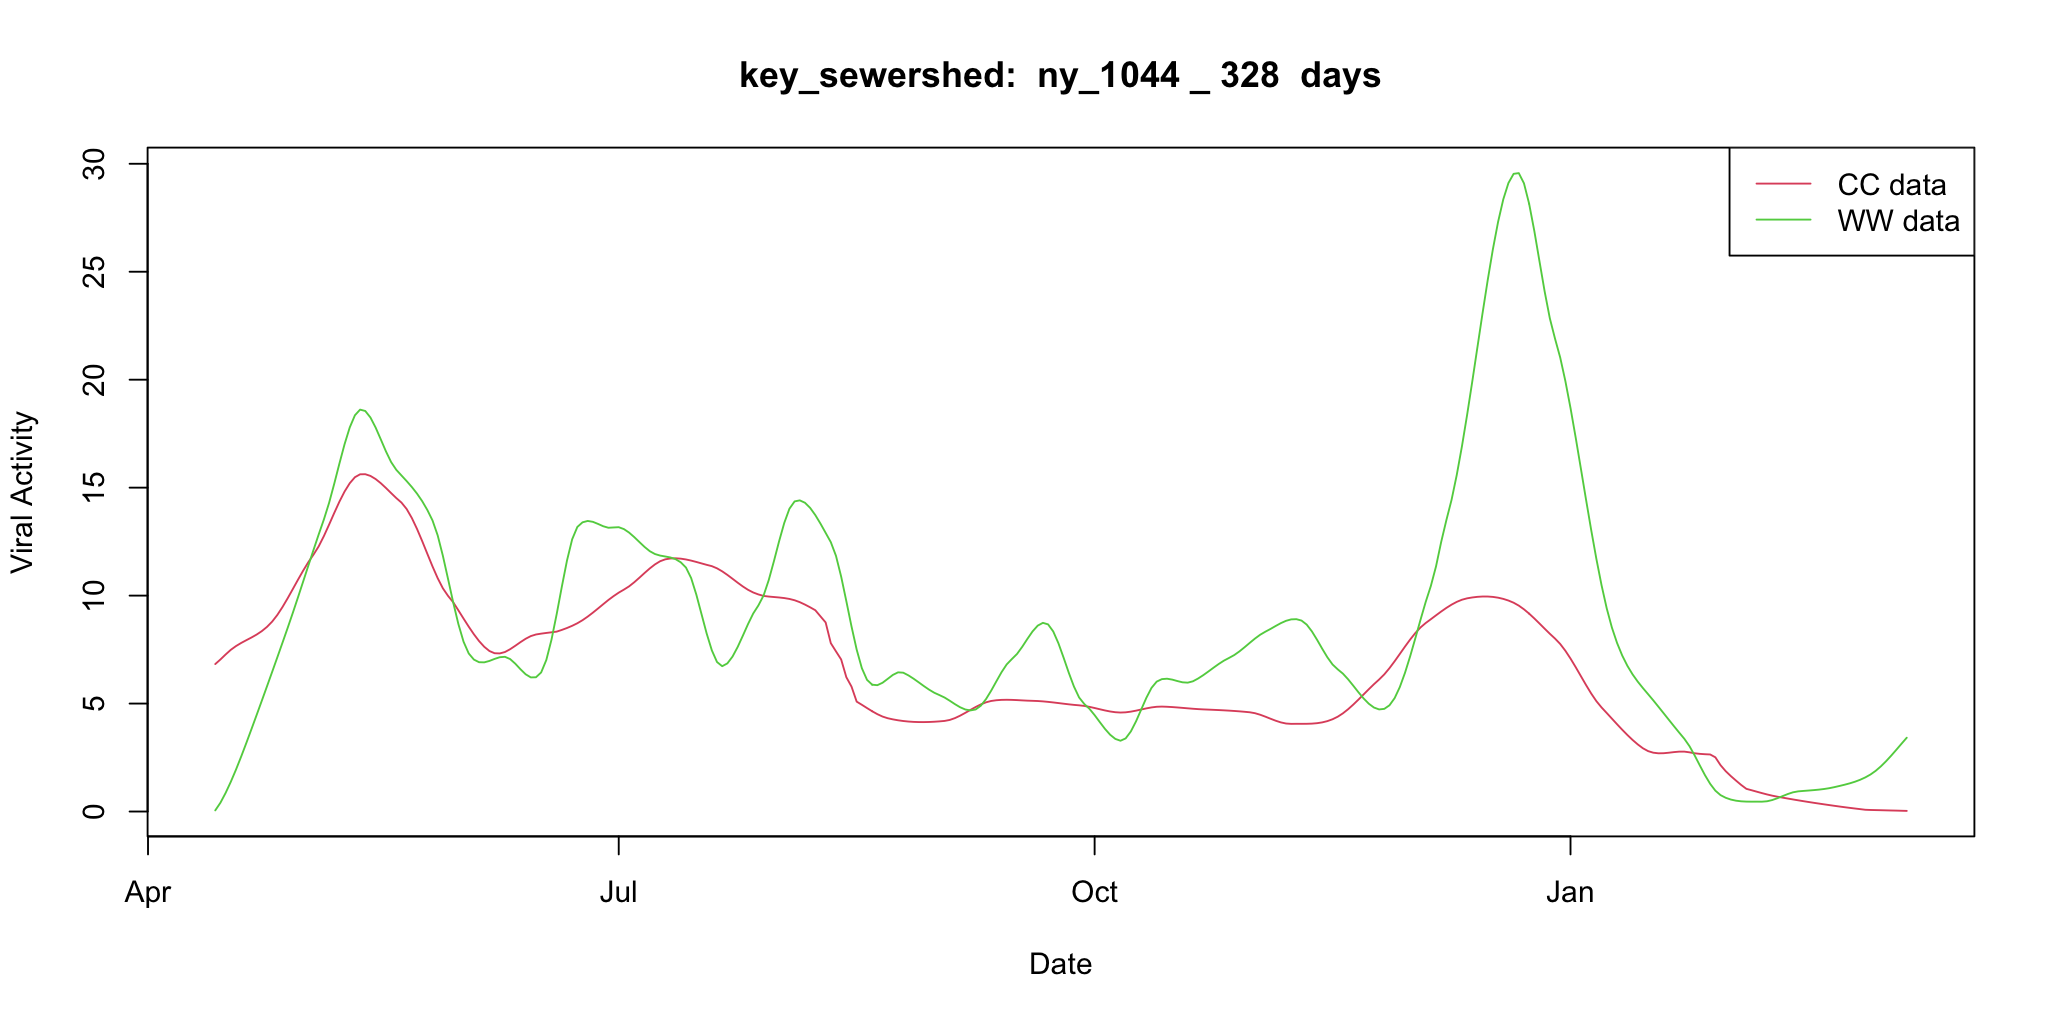 key_sewershed: ny_1044 _ 328 days
CC data
WW data
Viral Activity
30
25
20
15
10
5
0
Apr
Jul
Oct
Jan
Date